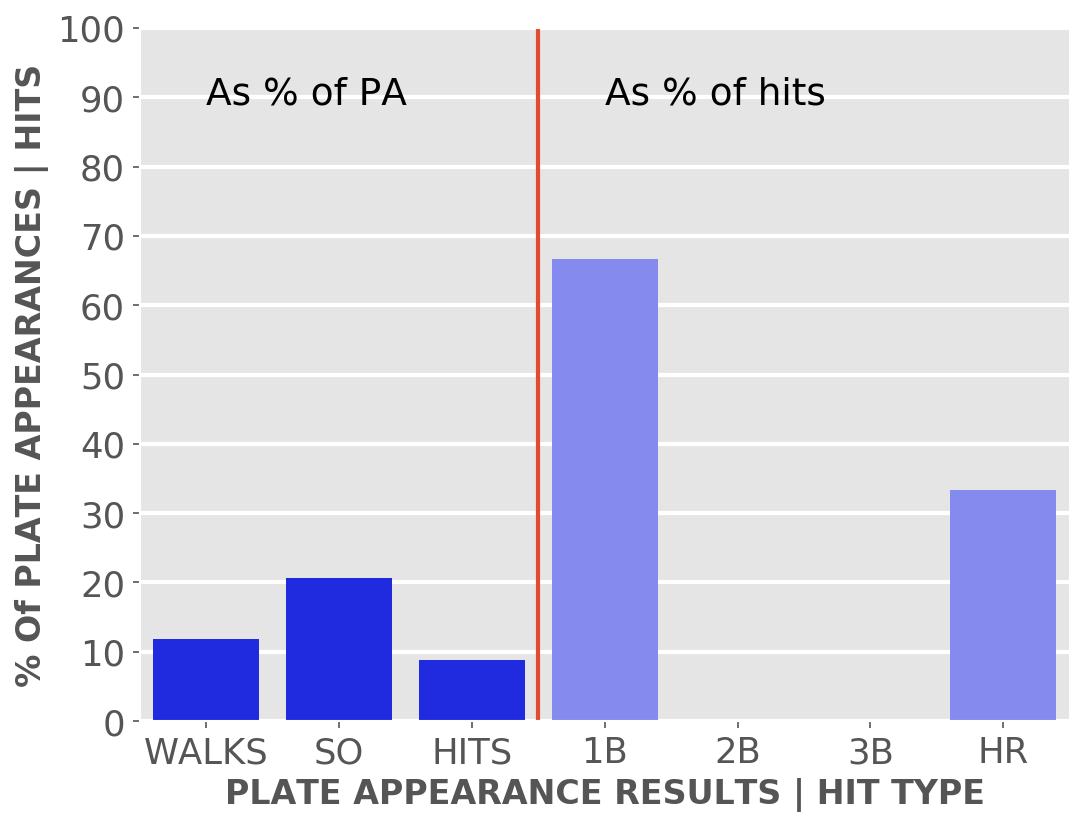 100
90
80
70
60
50
40
30
20
10
0
% Of PLATE APPEARANCES | HITS
As % of PA
As % of hits
WALKS SO HITS 1B 2B 3B HR
PLATE APPEARANCE RESULTS | HIT TYPE